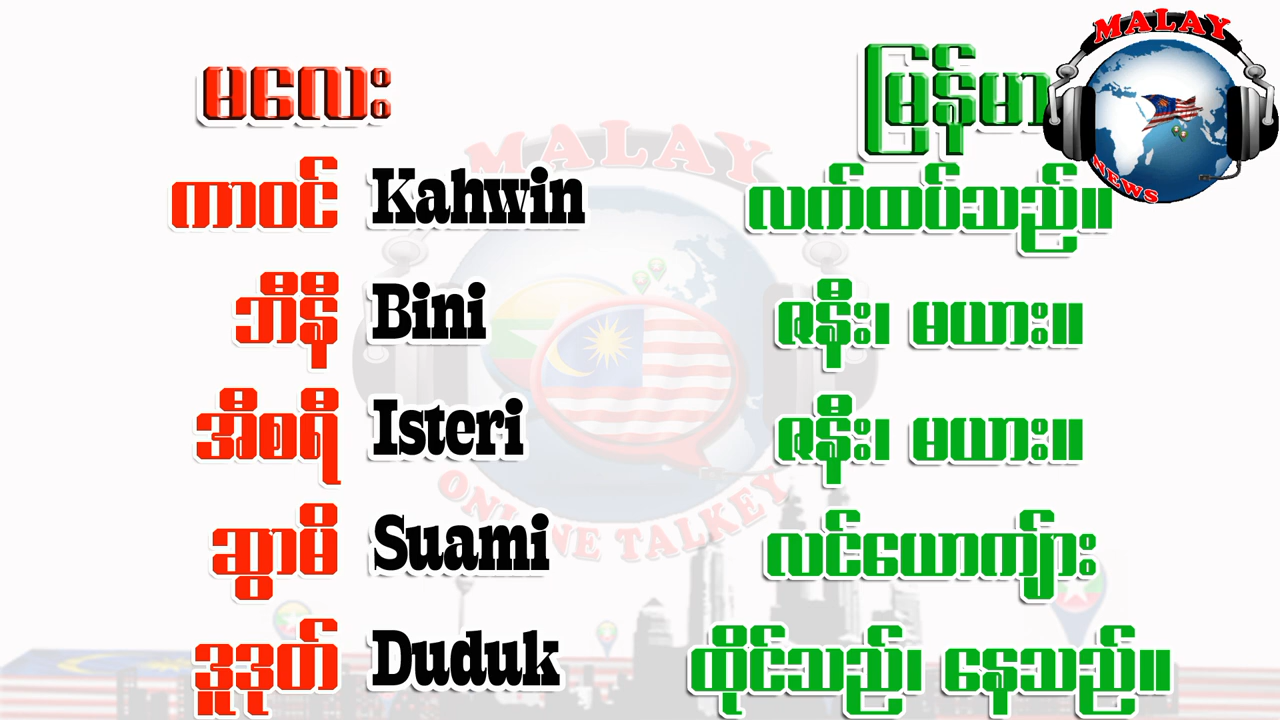 မလေး မြန်မာ
MALAY NEWS
ကာဝင် Kahwin လက်ထပ်သည်။
ဘီနီ Bini ဇနီး၊ မယား။
အီစရီ Isteri ဇနီး၊ မယား။
ဆွာမိ Suami လင်ယောကျ်ား
ဒူဒုတ် Duduk ထိုင်သည်၊ နေသည်။
MALAY
ONLINE TALKEY